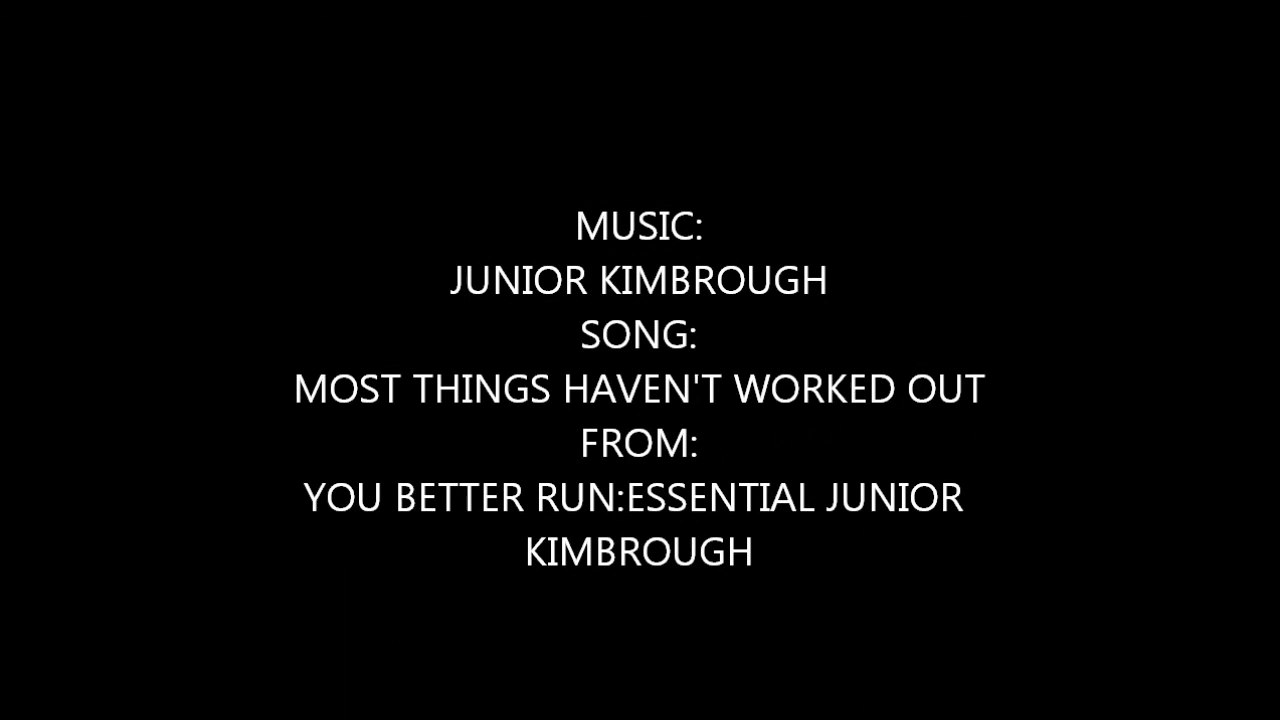 MUSIC:
JUNIOR KIMBROUGH
SONG:
MOST THINGS HAVEN'T WORKED OUT
FROM:
YOU BETTER RUN:ESSENTIAL JUNIOR
KIMBROUGH